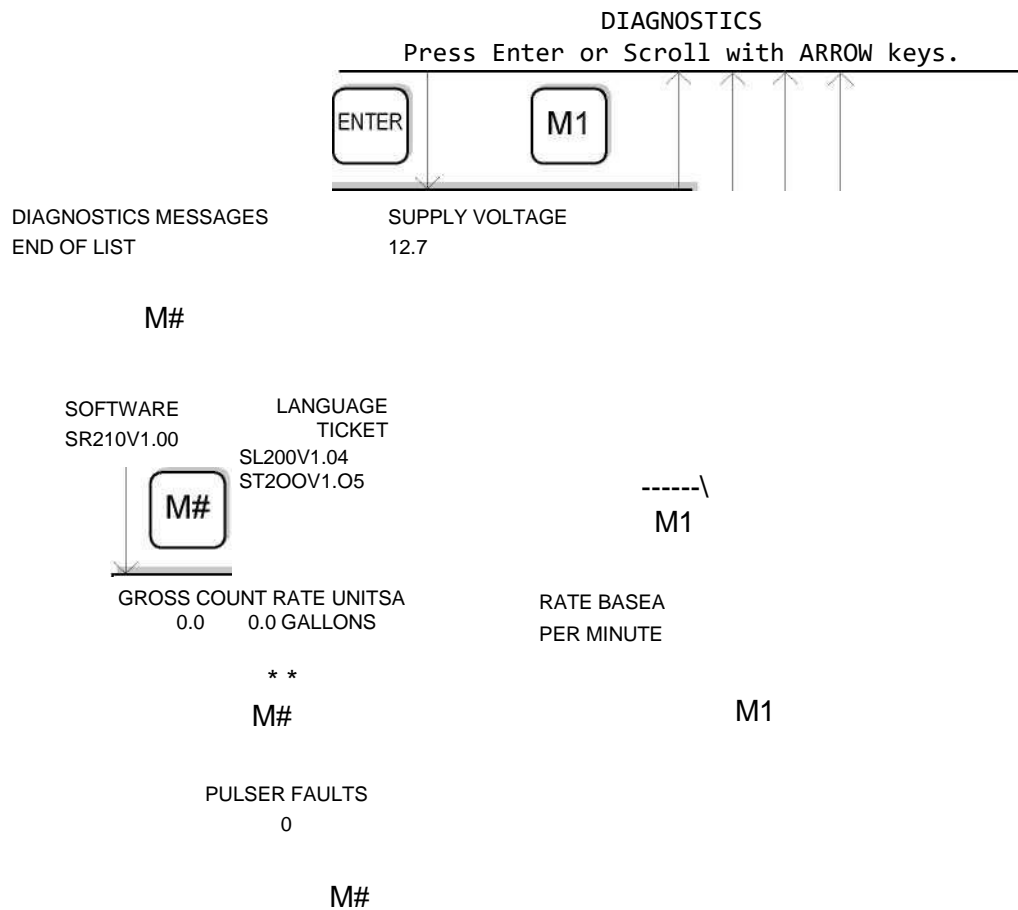 DIAGNOSTICS
Press Enter or Scroll with ARROW keys.
ENTER
M1
DIAGNOSTICS MESSAGES
END OF LIST
SUPPLY VOLTAGE
12.7
M#
SOFTWARE
SR210V1.00
LANGUAGE
TICKET
SL200V1.04
ST2OOV1.O5
M#
------\
M1
GROSS COUNT RATE UNITSA
0.0 0.0 GALLONS
RATE BASEA
PER MINUTE
* *
M#
M1
PULSER FAULTS
0
M#